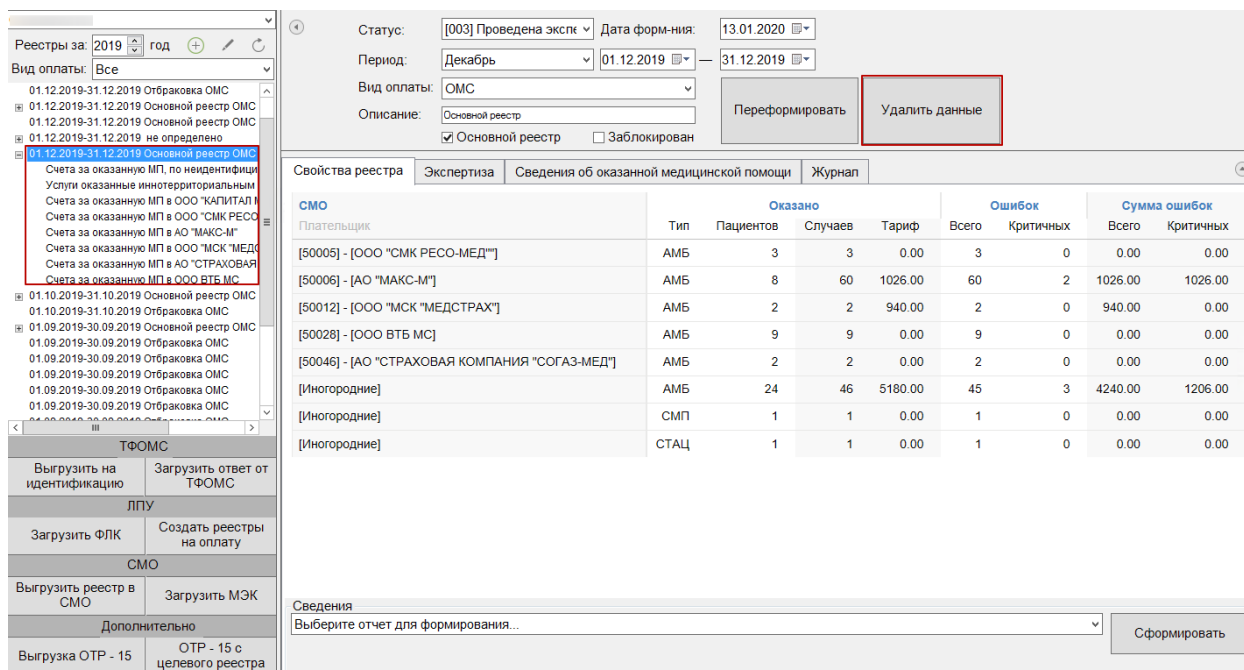 Реестры за: 2019 год
Вид оплаты: Все
01.12.2019-31.12.2019 Отбраковка ОМС
01.12.2019-31.12.2019 Основной реестр ОМС
01.12.2019-31.12.2019 Основной реестр ОМС
01.12.2019-31.12.2019 не определено
01.12.2019-31.12.2019 Основной реестр ОМС
Счета за оказанную МП, по неидентифици
Услуги оказанные иннотерриториальным
Счета за оказанную МП в ООО "КАПИТАЛ М
Счета за оказанную МП в ООО "СМК РЕСО
Счета за оказанную МП в АО "МАКС-М"
Счета за оказанную МП в ООО "МСК "МЕДС
Счета за оказанную МП в АО "СТРАХОВАЯ
Счета за оказанную МП в ООО ВТБ МС
01.10.2019-31.10.2019 Основной реестр ОМС
01.10.2019-31.10.2019 Отбраковка ОМС
01.09.2019-30.09.2019 Основной реестр ОМС
01.09.2019-30.09.2019 Отбраковка ОМС
01.09.2019-30.09.2019 Отбраковка ОМС
01.09.2019-30.09.2019 Отбраковка ОМС
01.09.2019-30.09.2019 Отбраковка ОМС
01.09.2019-30.09.2019 Отбраковка ОМС
ТФОМС
Выгрузить на идентификацию
Загрузить ответ от ТФОМС
ЛПУ
Загрузить ФЛК
Создать реестры на оплату
СМО
Выгрузить реестр в СМО
Загрузить МЭК
Дополнительно
Выгрузка ОТР - 15
ОТР - 15 с целевого реестра
Статус: [003] Проведена экспе Дата форм-ния: 13.01.2020
Период: Декабрь 01.12.2019 — 31.12.2019
Вид оплаты: ОМС
Описание: Основной реестр
Основной реестр Заблокирован
Переформировать Удалить данные
Свойства реестра Экспертиза Сведения об оказанной медицинской помощи Журнал
СМО Оказано Ошибок Сумма ошибок
Плательщик Тип Пациентов Случаев Тариф Всего Критичных Всего Критичных
[50005] - [ООО "СМК РЕСО-МЕД""] АМБ 3 3 0.00 3 0 0.00 0.00
[50006] - [АО "МАКС-М"] АМБ 8 60 1026.00 60 2 1026.00 1026.00
[50012] - [ООО "МСК "МЕДСТРАХ"] АМБ 2 2 940.00 2 0 940.00 0.00
[50028] - [ООО ВТБ МС] АМБ 9 9 0.00 9 0 0.00 0.00
[50046] - [АО "СТРАХОВАЯ КОМПАНИЯ "СОГАЗ-МЕД"] АМБ 2 2 0.00 2 0 0.00 0.00
[Иногородние] АМБ 24 46 5180.00 45 3 4240.00 1206.00
[Иногородние] СМП 1 1 0.00 1 0 0.00 0.00
[Иногородние] СТАЦ 1 1 0.00 1 0 0.00 0.00
Сведения
Выберите отчет для формирования...
Сформировать